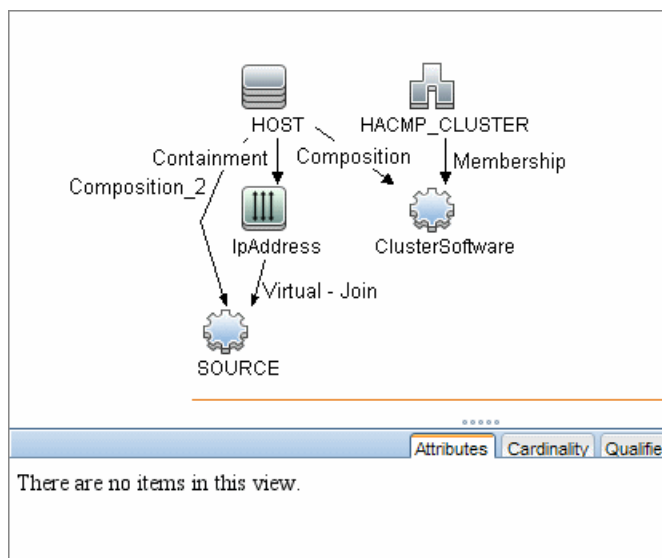 HOST
HACMP_CLUSTER
Containment
Composition
Membership
Composition_2
IpAddress
ClusterSoftware
Virtual - Join
SOURCE
Attributes
Cardinality
Qualifie
There are no items in this view.